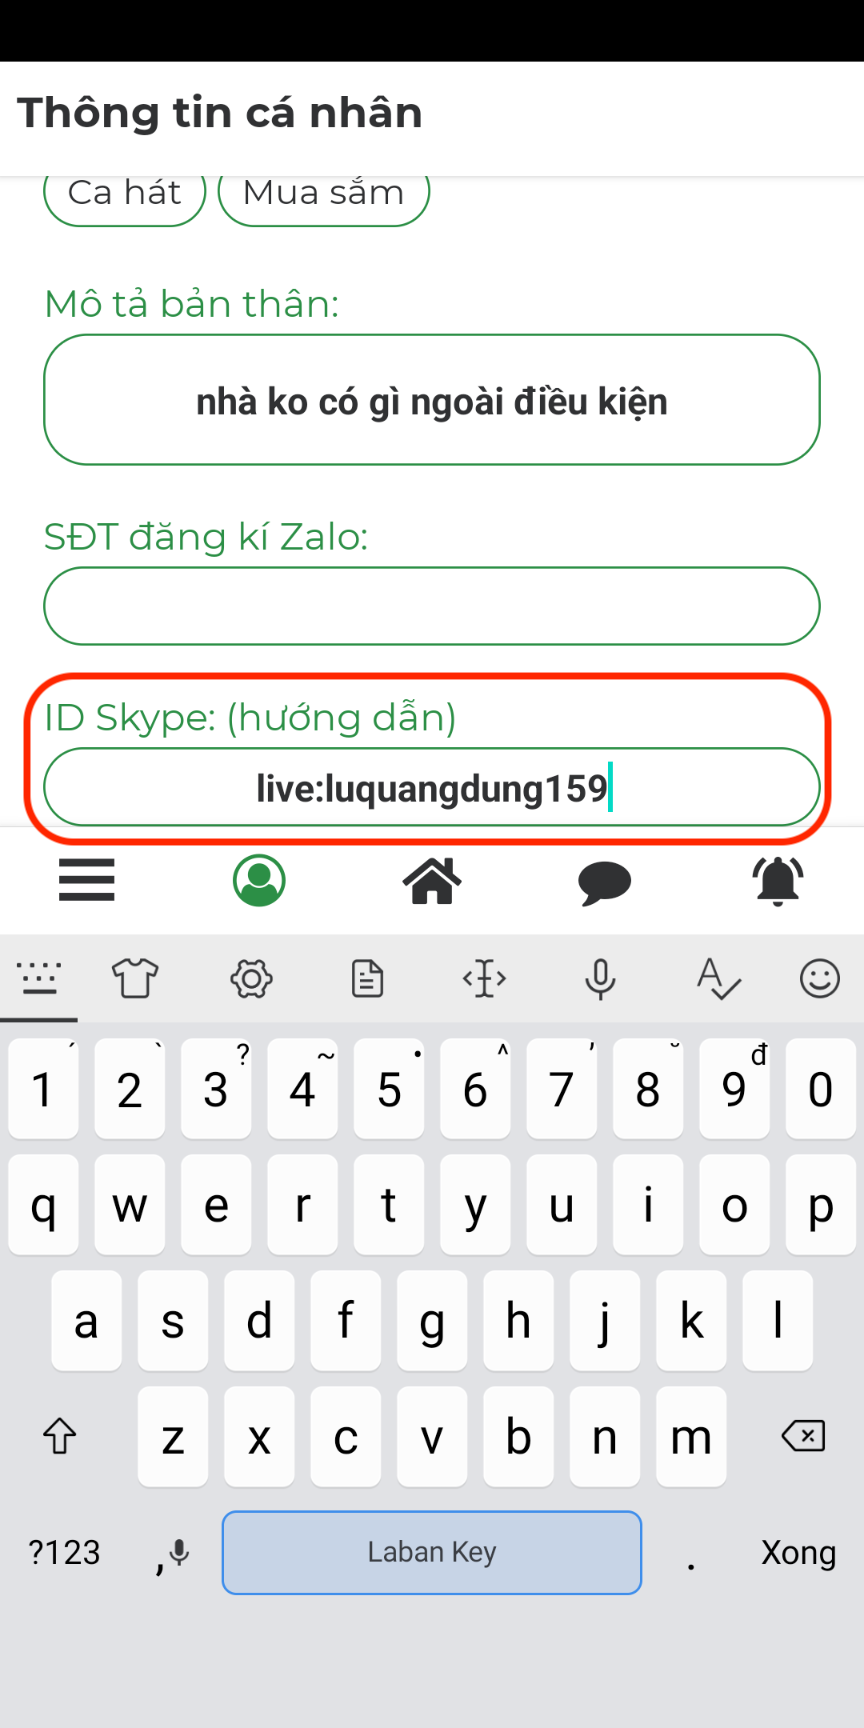 Thông tin cá nhân
Ca hát Mua sắm
Mô tả bản thân:
nhà ko có gì ngoài điều kiện
SĐT đăng kí Zalo:
ID Skype: (hướng dẫn)
live:luquangdung159
1 ´ 2 ` 3 ? 4 ~ 5 • 6 ^ 7 ʼ 8 ˘ 9 đ 0
q w e r t y u i o p
a s d f g h j k l
z x c v b n m
?123 , Laban Key . Xong